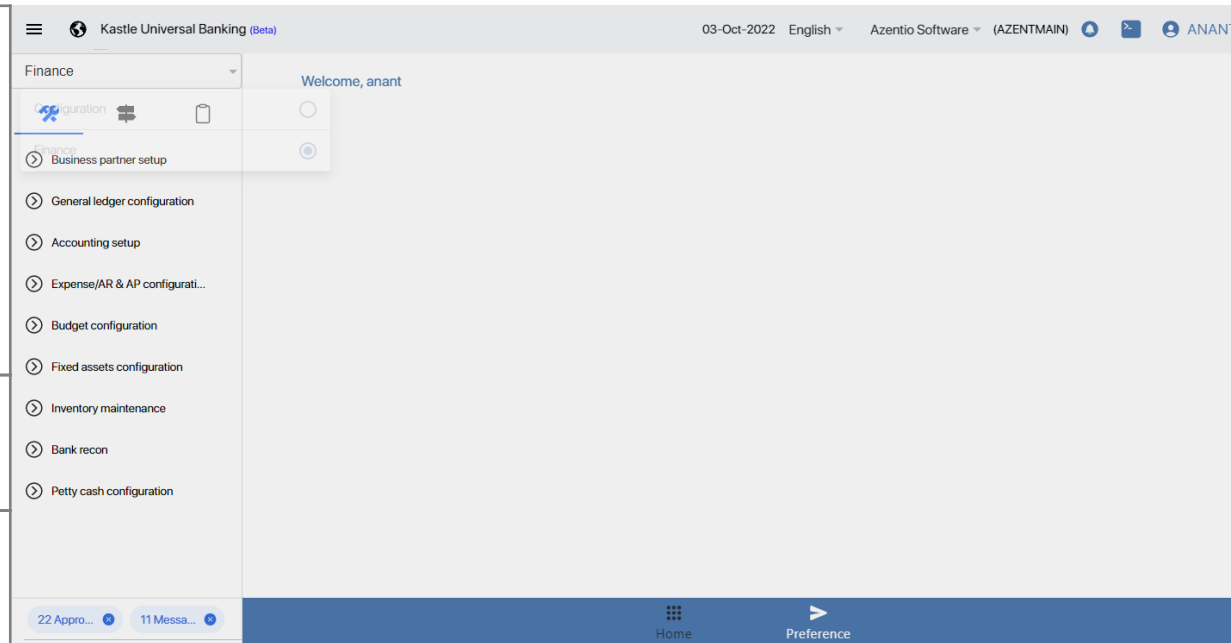 Kastle Universal Banking (Beta)
03-Oct-2022 English Azentio Software (AZENTMAIN) ANANT
Finance
Welcome, anant
Configuration
Finance
Business partner setup
General ledger configuration
Accounting setup
Expense/AR & AP configurati...
Budget configuration
Fixed assets configuration
Inventory maintenance
Bank recon
Petty cash configuration
22 Appro... 11 Messa...
Home Preference